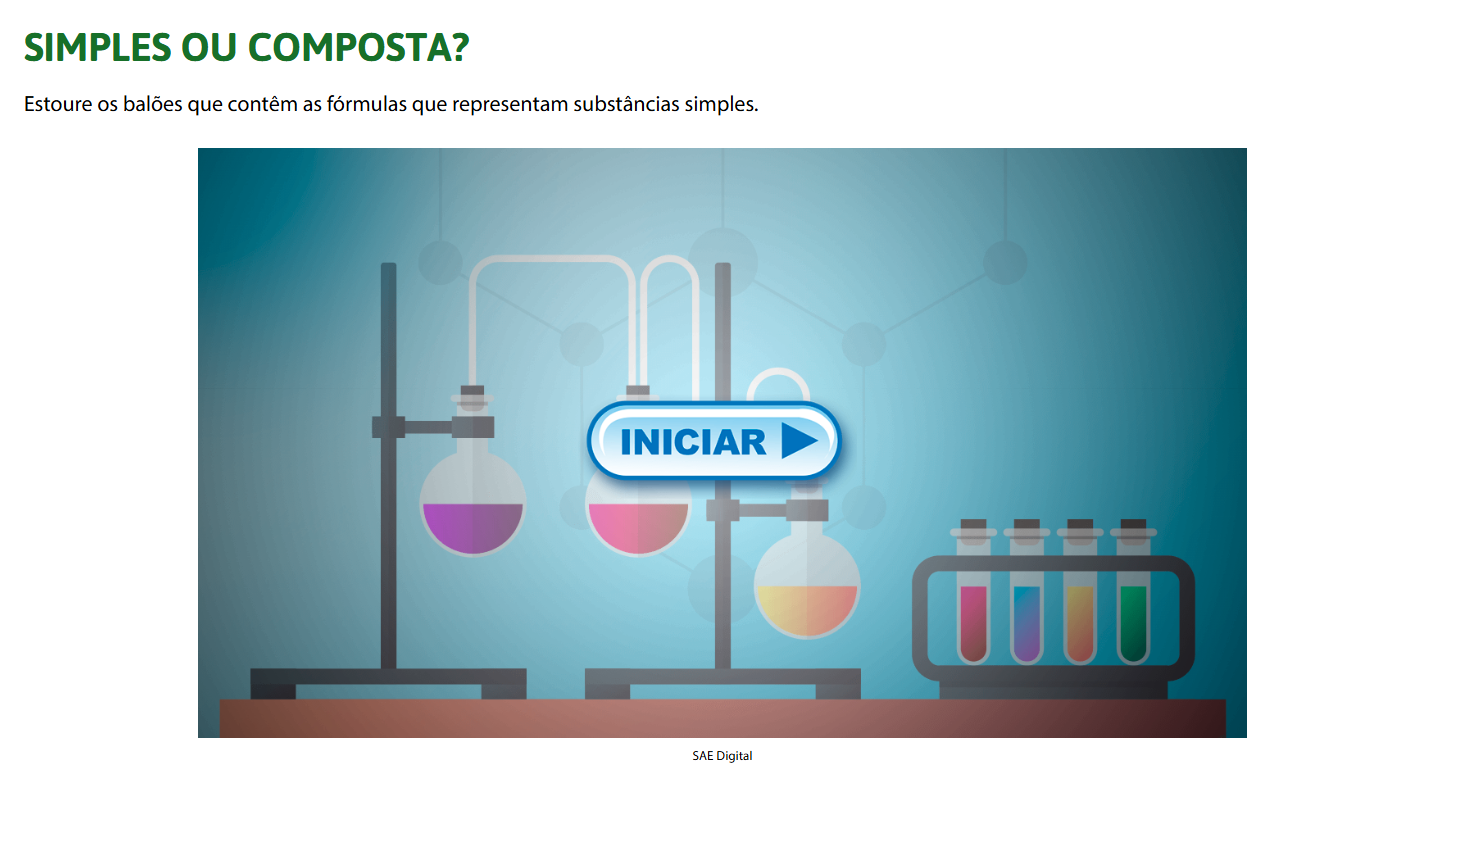 SIMPLES OU COMPOSTA?
Estoure os balões que contêm as fórmulas que representam substâncias simples.
INICIAR
SAE Digital